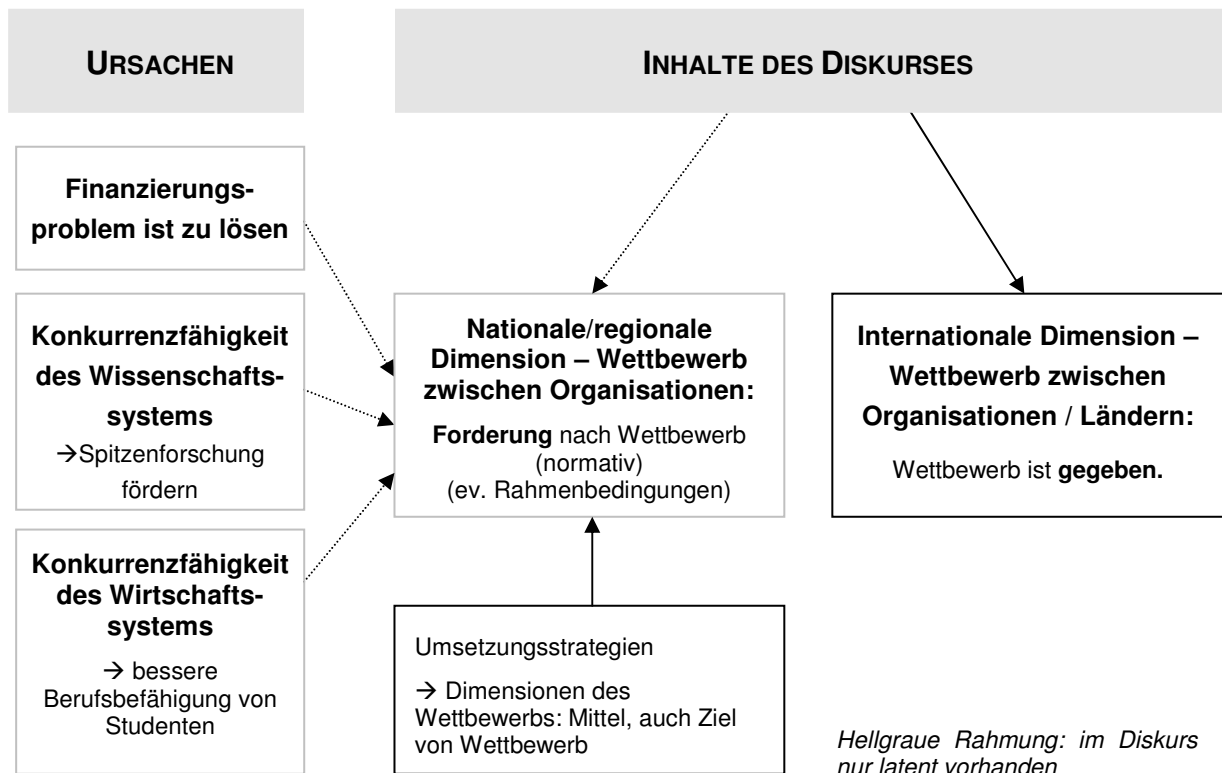 URSACHEN
INHALTE DES DISKURSES
Finanzierungs-
problem ist zu lösen
Konkurrenzfähigkeit
des Wissenschafts-
systems
→Spitzenforschung
fördern
Konkurrenzfähigkeit
des Wirtschafts-
systems
→ bessere
Berufsbefähigung von
Studenten
Nationale/regionale
Dimension – Wettbewerb
zwischen Organisationen:
Forderung nach Wettbewerb
(normativ)
(ev. Rahmenbedingungen)
Umsetzungsstrategien
→ Dimensionen des
Wettbewerbs: Mittel, auch Ziel
von Wettbewerb
Internationale Dimension –
Wettbewerb zwischen
Organisationen / Ländern:
Wettbewerb ist gegeben.
Hellgraue Rahmung: im Diskurs
nur latent vorhanden